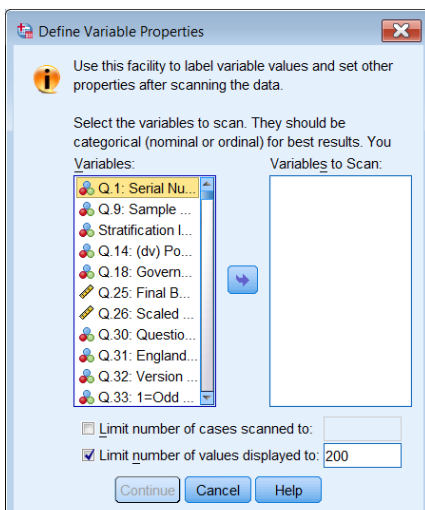 Define Variable Properties
Use this facility to label variable values and set other
properties after scanning the data.
Select the variables to scan. They should be
categorical (nominal or ordinal) for best results. You
Variables:
Variables to Scan:
Q.1: Serial Nu...
Q.9: Sample ...
Stratification I...
Q.14: (dv) Po...
Q.18: Govern...
Q.25: Final B...
Q.26: Scaled ...
Q.30: Questio...
Q.31: England...
Q.32: Version ...
Q.33: 1=Odd ...
Limit number of cases scanned to:
Limit number of values displayed to: 200
Continue Cancel Help